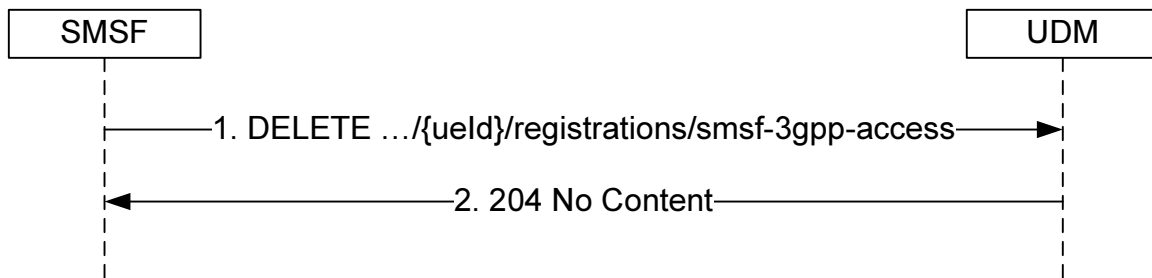 SMSF
UDM
1. DELETE …/{ueId}/registrations/smsf-3gpp-access
2. 204 No Content